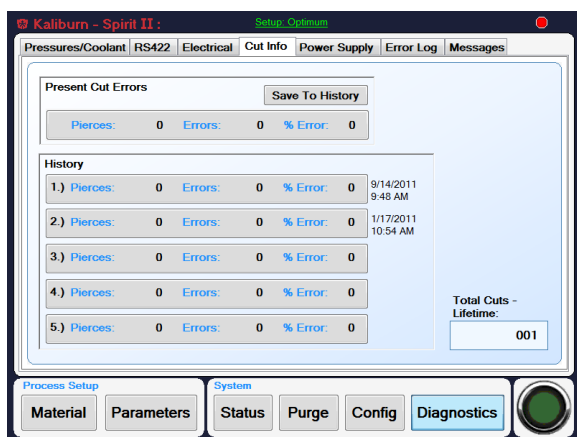 Kaliburn - Spirit II :
Setup: Optimum
Pressures/Coolant RS422 Electrical Cut Info Power Supply Error Log Messages
Present Cut Errors
Save To History
Pierces: 0 Errors: 0 % Error: 0
History
1.) Pierces: 0 Errors: 0 % Error: 0
9/14/2011
9:48 AM
2.) Pierces: 0 Errors: 0 % Error: 0
1/17/2011
10:54 AM
3.) Pierces: 0 Errors: 0 % Error: 0
4.) Pierces: 0 Errors: 0 % Error: 0
5.) Pierces: 0 Errors: 0 % Error: 0
Total Cuts -
Lifetime:
001
Process Setup
Material Parameters
System
Status Purge Config Diagnostics